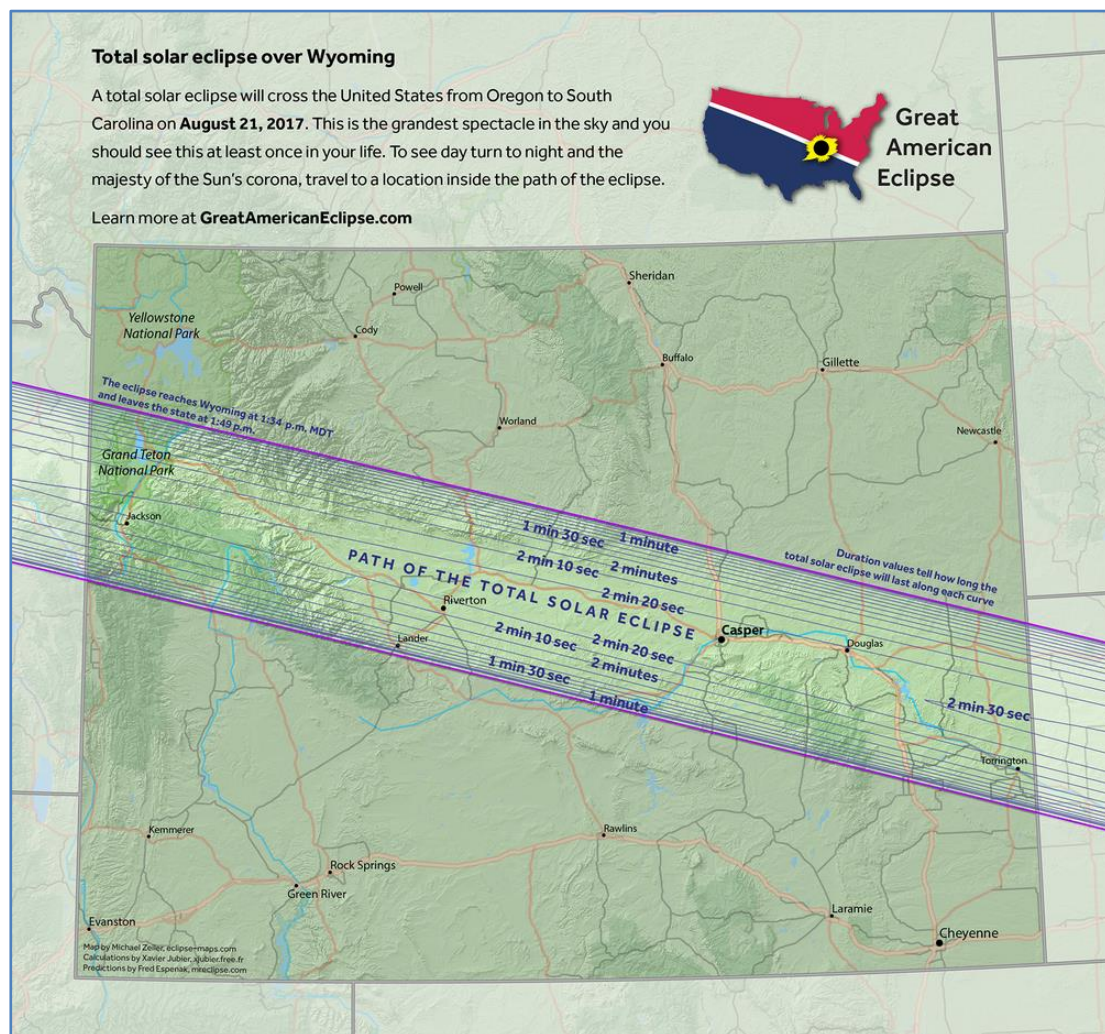 Total solar eclipse over Wyoming
A total solar eclipse will cross the United States from Oregon to South
Carolina on August 21, 2017. This is the grandest spectacle in the sky and you
should see this at least once in your life. To see day turn to night and the
majesty of the Sun's corona, travel to a location inside the path of the eclipse.
Learn more at GreatAmericanEclipse.com
Great
American
Eclipse
Sheridan
Powell
Yellowstone
National Park
Cody
Buffalo
Gillette
The eclipse reaches Wyoming at 1:34 p.m. MDT
and leaves the state at 1:49 p.m.
Worland
Newcastle
Grand Teton
National Park
Jackson
1 min 30 sec
1 minute
Duration values tell how long the
total solar eclipse will last along each curve
2 min 10 sec
2 minutes
PATH OF THE TOTAL SOLAR ECLIPSE
2 min 20 sec
Riverton
Casper
Lander
2 min 10 sec
2 min 20 sec
Douglas
1 min 30 sec
2 minutes
1 minute
2 min 30 sec
Torrington
Kemmerer
Rawlins
Rock Springs
Green River
Laramie
Evanston
Cheyenne
Map by Michael Zeiler, eclipse-maps.com
Calculations by Xavier Jubier, xjubier.free.fr
Predictions by Fred Espenak, mreclipse.com